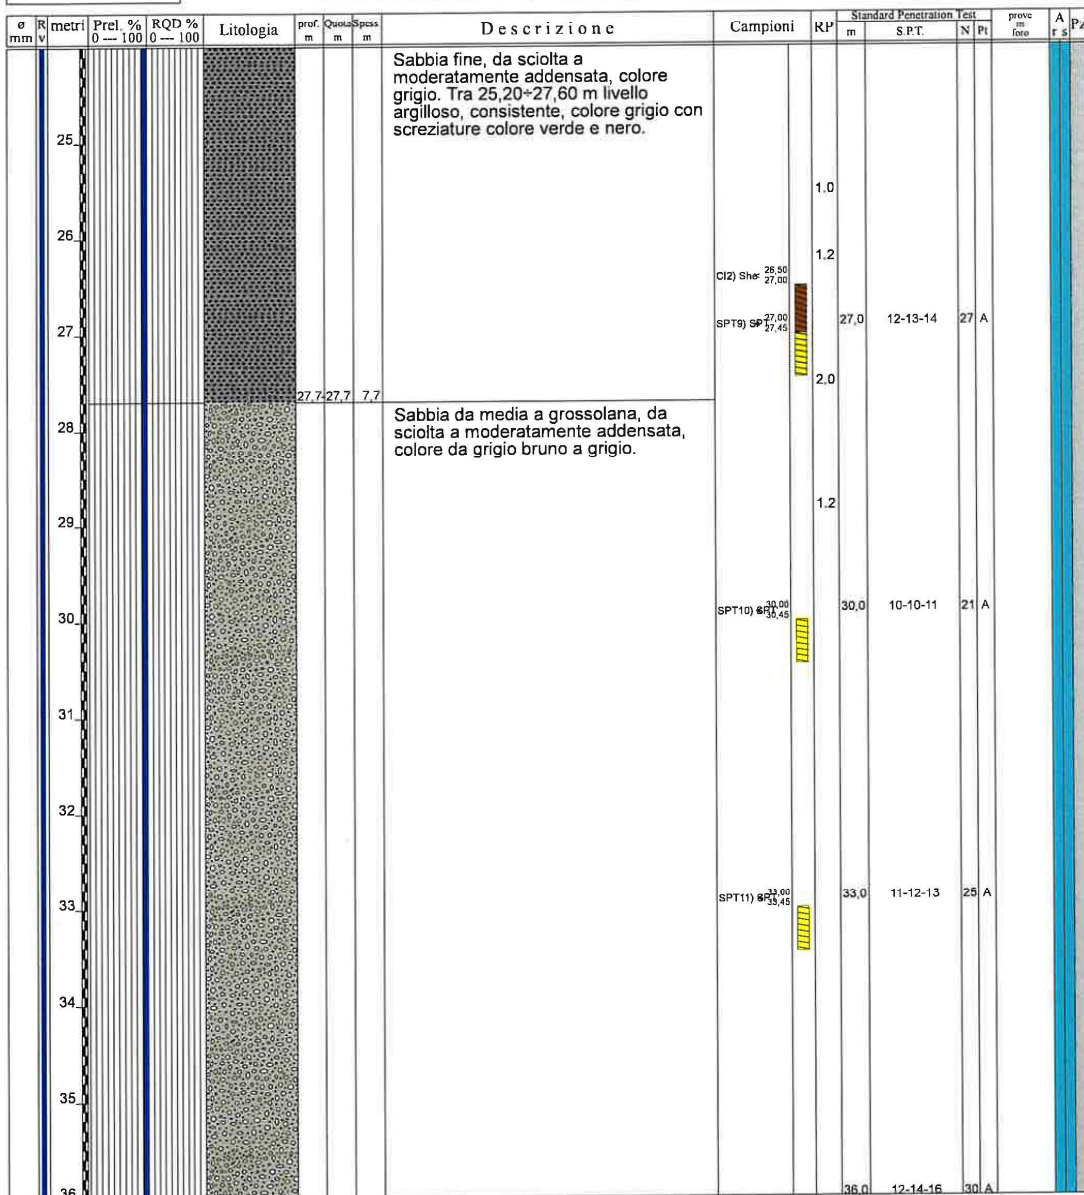 ø mm R v metri Prel. % 0 --- 100 RQD % 0 --- 100 Litologia prof. m Quota m Spess m Descrizione Campioni RP Standard Penetration Test m S.P.T. N Pt prove m foro A r s Pz
Sabbia fine, da sciolta a
moderatamente addensata, colore
grigio. Tra 25,20÷27,60 m livello
argilloso, consistente, colore grigio con
screziature colore verde e nero.
25
1.0
26
1.2
CI2) She 26,50 27,00
SPT9) SPT 27,00 27,45
27,0 12-13-14 27 A
27
2,0
27,7 -27,7 7,7
Sabbia da media a grossolana, da
sciolta a moderatamente addensata,
colore da grigio bruno a grigio.
28
1.2
29
SPT10) SPT 30,00 30,45
30,0 10-10-11 21 A
30
31
32
SPT11) SPT 33,00 33,45
33,0 11-12-13 25 A
33
34
35
36
36,0 12-14-16 30 A